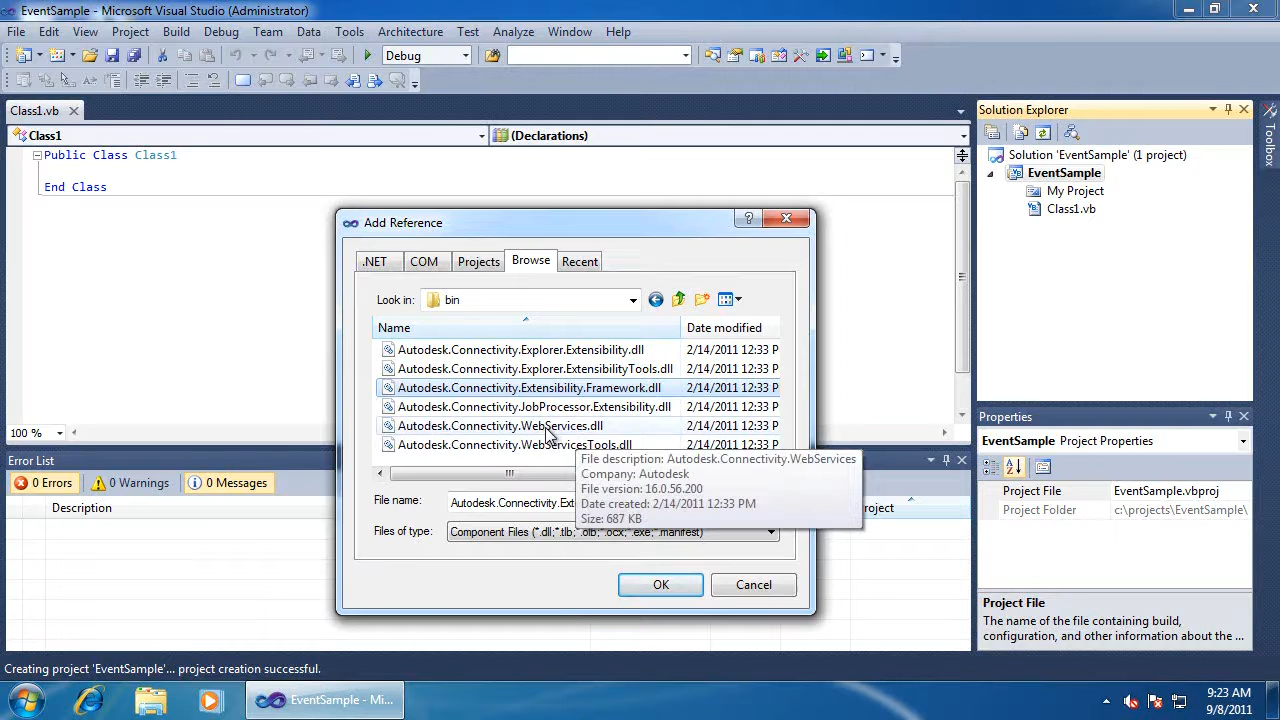 EventSample - Microsoft Visual Studio (Administrator)
File Edit View Project Build Debug Team Data Tools Architecture Test Analyze Window Help
Debug
Class1.vb
Class1
(Declarations)
Public Class Class1
End Class
100 %
Solution Explorer
Solution 'EventSample' (1 project)
EventSample
My Project
Class1.vb
Toolbox
Add Reference
.NET COM Projects Browse Recent
Look in: bin
Name Date modified
Autodesk.Connectivity.Explorer.Extensibility.dll 2/14/2011 12:33 P
Autodesk.Connectivity.Explorer.ExtensibilityTools.dll 2/14/2011 12:33 P
Autodesk.Connectivity.Extensibility.Framework.dll 2/14/2011 12:33 P
Autodesk.Connectivity.JobProcessor.Extensibility.dll 2/14/2011 12:33 P
Autodesk.Connectivity.WebServices.dll 2/14/2011 12:33 P
Autodesk.Connectivity.WebServicesTools.dll 2/14/2011 12:33 P
File description: Autodesk.Connectivity.WebServices
Company: Autodesk
File version: 16.0.56.200
Date created: 2/14/2011 12:33 PM
Size: 687 KB
File name: Autodesk.Connectivity.Ext
Files of type: Component Files (*.dll;*.tlb;*.olb;*.ocx;*.exe;*.manifest)
OK Cancel
Error List
0 Errors 0 Warnings 0 Messages
Description
roject
Properties
EventSample Project Properties
Project File EventSample.vbproj
Project Folder c:\projects\EventSample\
Project File
The name of the file containing build,
configuration, and other information about the ...
Creating project 'EventSample'... project creation successful.
EventSample - Mi...
9:23 AM
9/8/2011